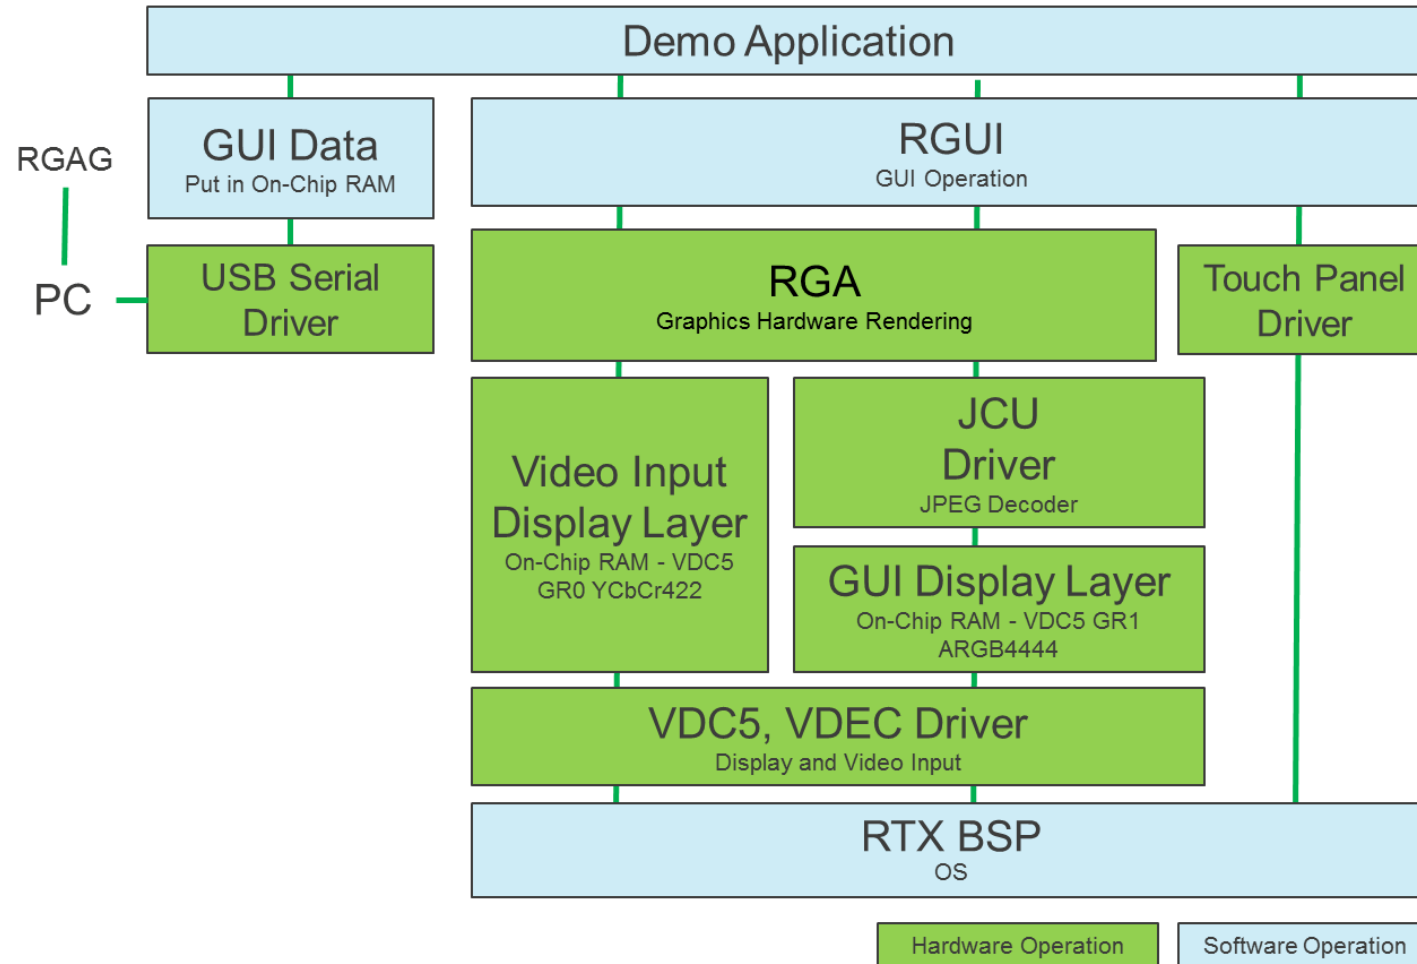 Demo Application
GUI Data
Put in On-Chip RAM
RGUI
GUI Operation
RGAG
PC
USB Serial
Driver
RGA
Graphics Hardware Rendering
Touch Panel
Driver
Video Input
Display Layer
On-Chip RAM - VDC5
GR0 YCbCr422
JCU
Driver
JPEG Decoder
GUI Display Layer
On-Chip RAM - VDC5 GR1
ARGB4444
VDC5, VDEC Driver
Display and Video Input
RTX BSP
OS
Hardware Operation
Software Operation